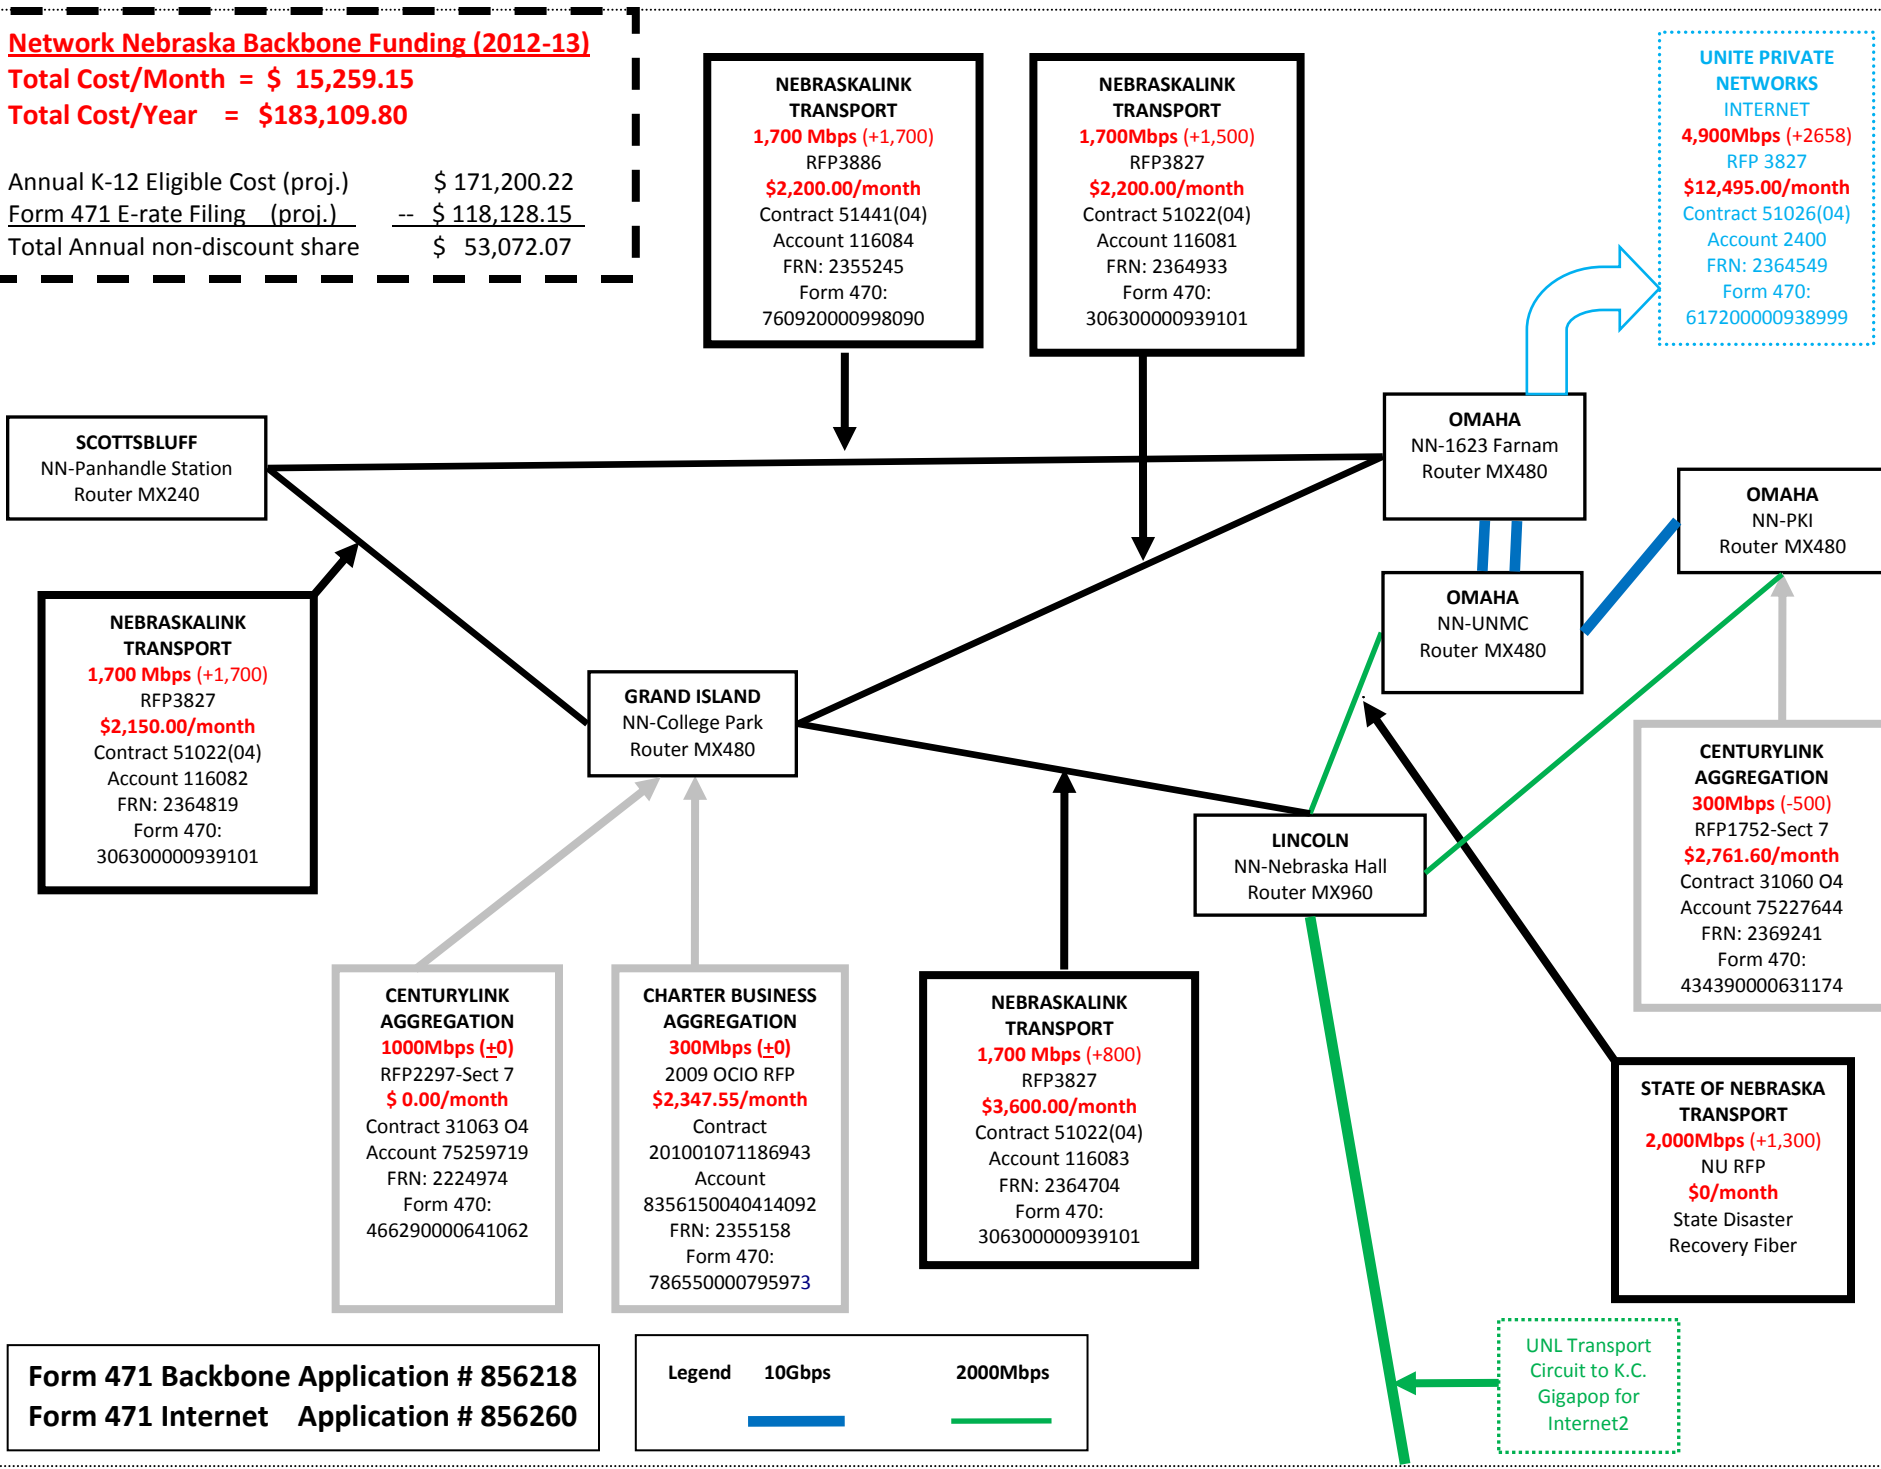 Network Nebraska Backbone Funding (2012-13)
Total Cost/Month = $ 15,259.15
Total Cost/Year = $183,109.80
Annual K-12 Eligible Cost (proj.) $ 171,200.22
Form 471 E-rate Filing (proj.) -- $ 118,128.15
Total Annual non-discount share $ 53,072.07
NEBRASKALINK
TRANSPORT
1,700 Mbps (+1,700)
RFP3886
$2,200.00/month
Contract 51441(04)
Account 116084
FRN: 2355245
Form 470:
760920000998090
NEBRASKALINK
TRANSPORT
1,700Mbps (+1,500)
RFP3827
$2,200.00/month
Contract 51022(04)
Account 116081
FRN: 2364933
Form 470:
306300000939101
UNITE PRIVATE
NETWORKS
INTERNET
4,900Mbps (+2658)
RFP 3827
$12,495.00/month
Contract 51026(04)
Account 2400
FRN: 2364549
Form 470:
617200000938999
SCOTTSBLUFF
NN-Panhandle Station
Router MX240
OMAHA
NN-1623 Farnam
Router MX480
OMAHA
NN-PKI
Router MX480
OMAHA
NN-UNMC
Router MX480
NEBRASKALINK
TRANSPORT
1,700 Mbps (+1,700)
RFP3827
$2,150.00/month
Contract 51022(04)
Account 116082
FRN: 2364819
Form 470:
306300000939101
GRAND ISLAND
NN-College Park
Router MX480
LINCOLN
NN-Nebraska Hall
Router MX960
CENTURYLINK
AGGREGATION
300Mbps (-500)
RFP1752-Sect 7
$2,761.60/month
Contract 31060 O4
Account 75227644
FRN: 2369241
Form 470:
434390000631174
CENTURYLINK
AGGREGATION
1000Mbps (±0)
RFP2297-Sect 7
$ 0.00/month
Contract 31063 O4
Account 75259719
FRN: 2224974
Form 470:
466290000641062
CHARTER BUSINESS
AGGREGATION
300Mbps (±0)
2009 OCIO RFP
$2,347.55/month
Contract
201001071186943
Account
8356150040414092
FRN: 2355158
Form 470:
786550000795973
NEBRASKALINK
TRANSPORT
1,700 Mbps (+800)
RFP3827
$3,600.00/month
Contract 51022(04)
Account 116083
FRN: 2364704
Form 470:
306300000939101
STATE OF NEBRASKA
TRANSPORT
2,000Mbps (+1,300)
NU RFP
$0/month
State Disaster
Recovery Fiber
Form 471 Backbone Application # 856218
Form 471 Internet Application # 856260
Legend 10Gbps 2000Mbps
UNL Transport
Circuit to K.C.
Gigapop for
Internet2